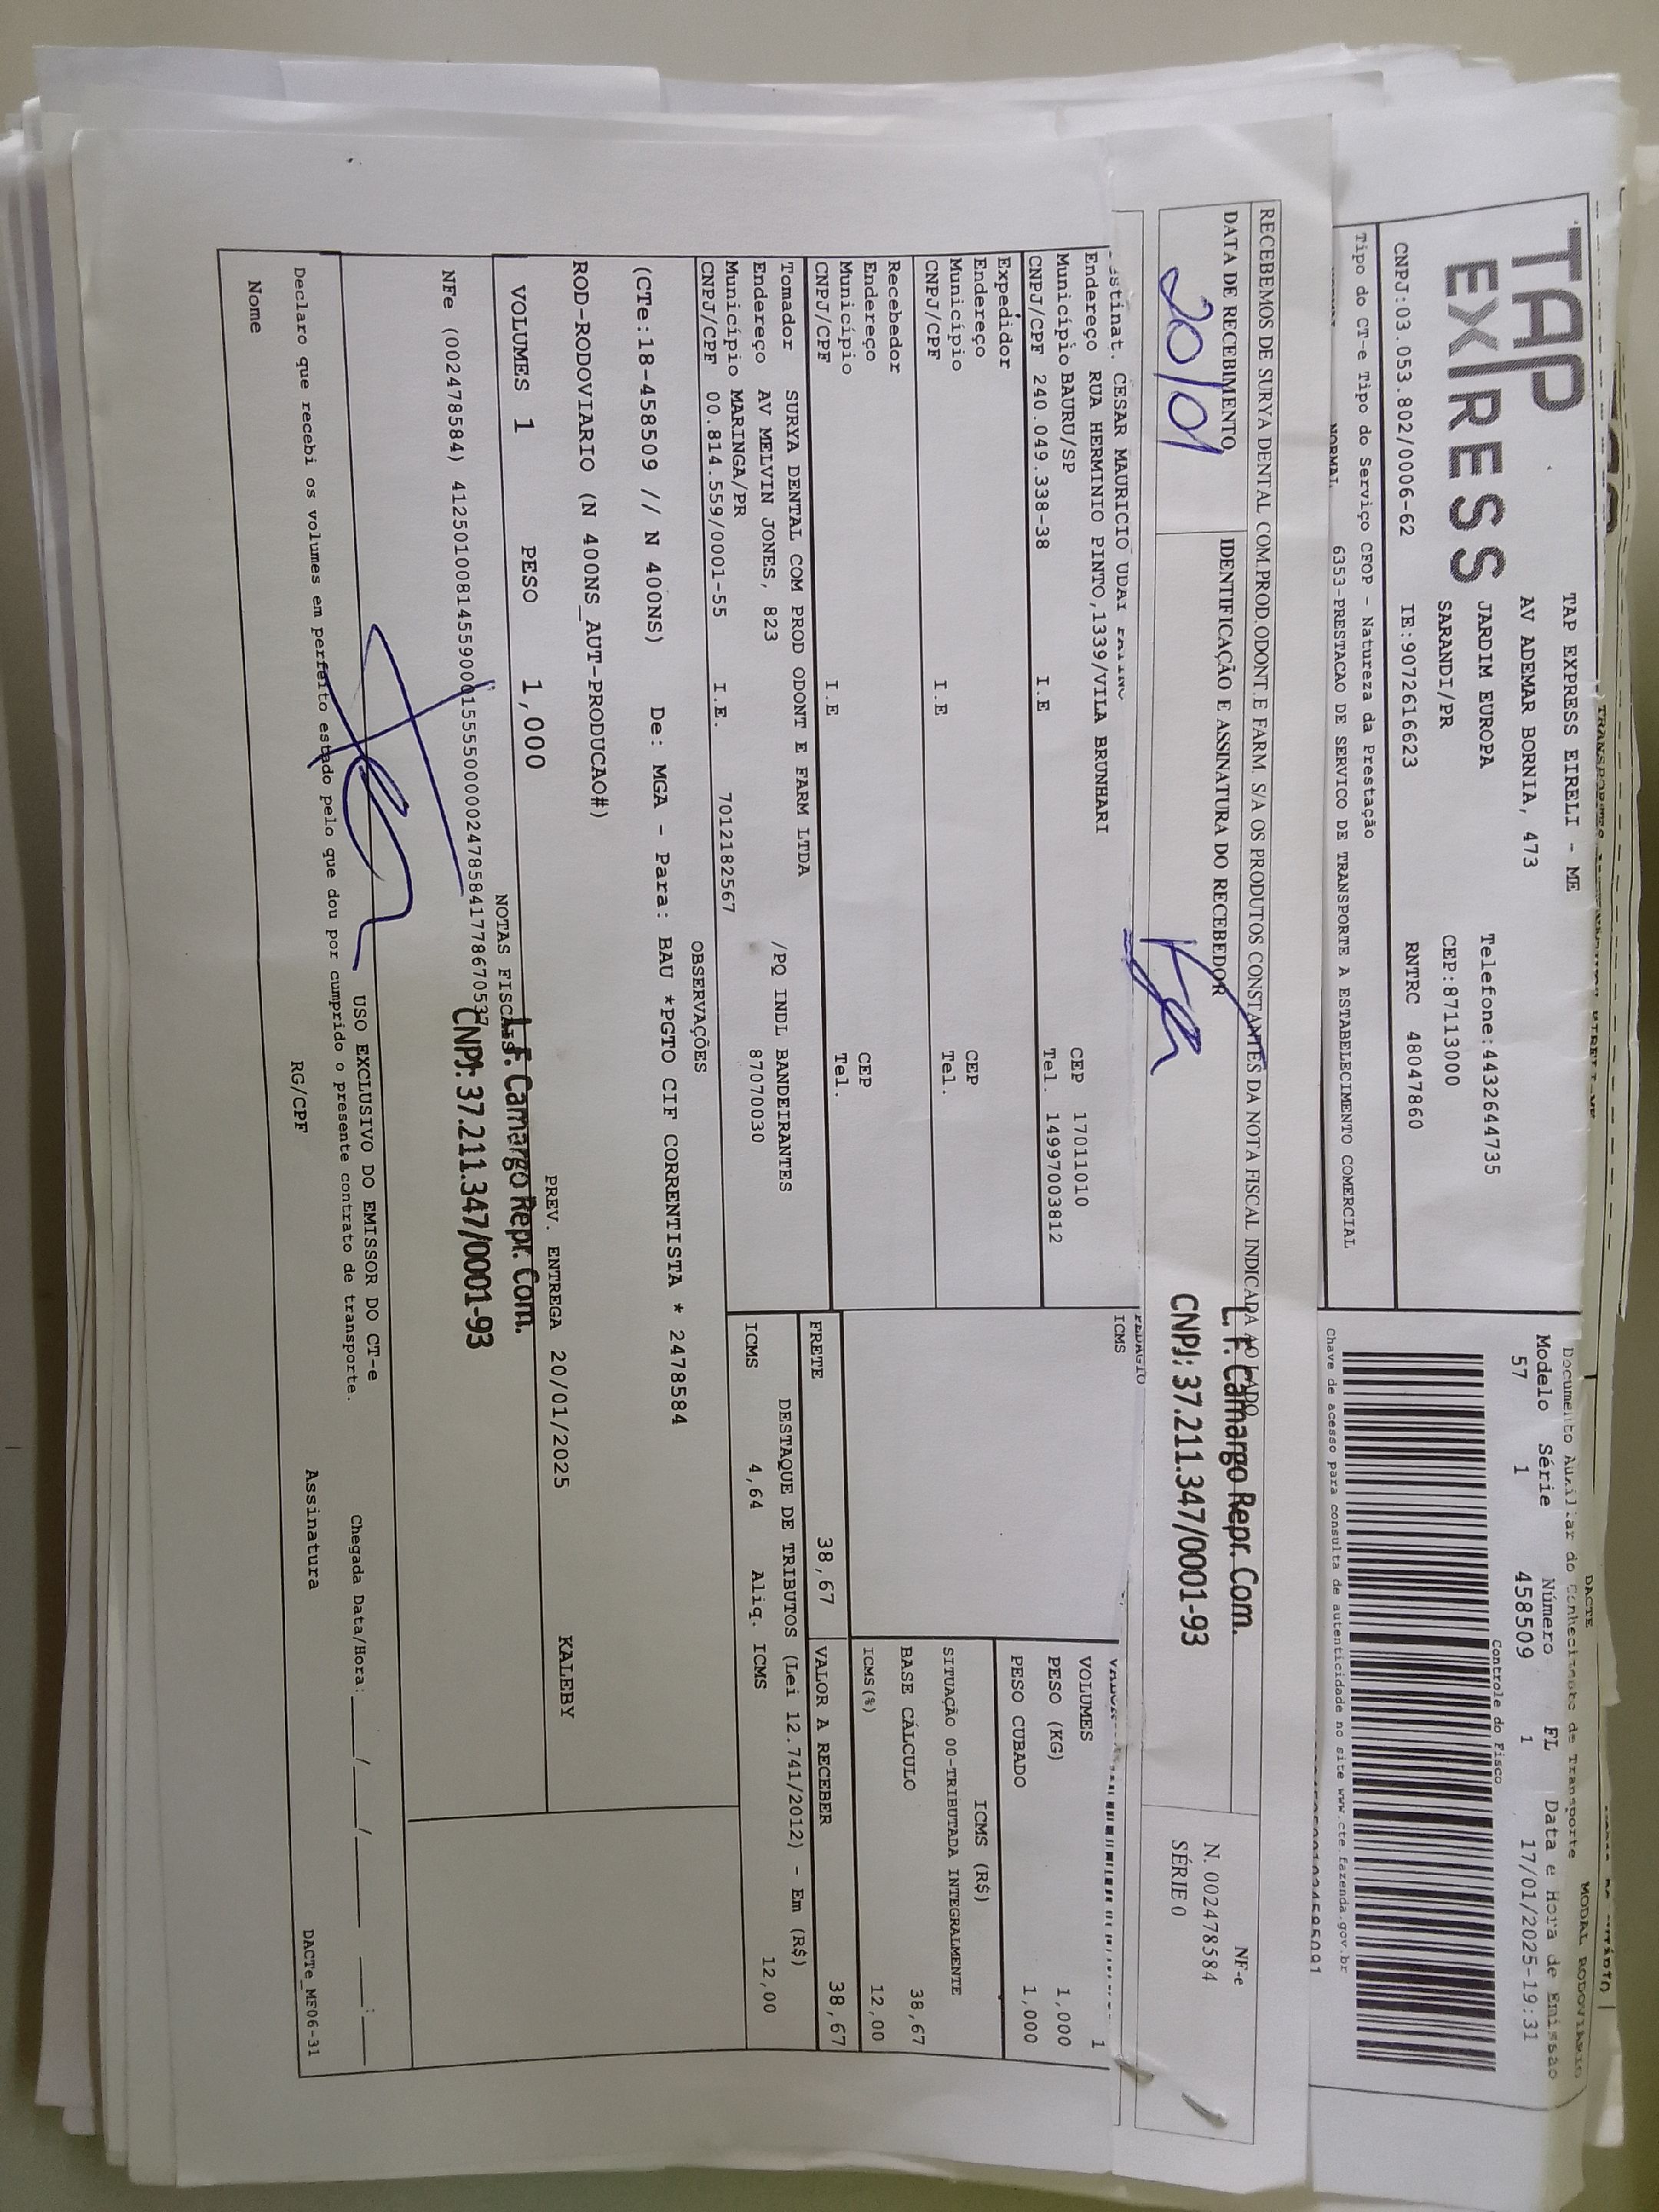 TAP
EXPRESS
TAP EXPRESS EIRELI - ME
AV ADEMAR BORNIA, 473
JARDIM EUROPA
Telefone:4432644735
SARANDI/PR
CEP:87113000
CNPJ:03.053.802/0006-62 IE:9072616623 RNTRC 48047860
Tipo do CT-e Tipo do Serviço CFOP - Natureza da Prestação
NORMAL 6353-PRESTACAO DE SERVICO DE TRANSPORTE A ESTABELECIMENTO COMERCIAL
DACTE
MODAL RODOVIARIO
Documento Auxiliar do Conhecimento de Transporte
Modelo Série Número FL Data e Hora de Emissao
57 1 458509 1 17/01/2025-19:31
Controle do Fisco
Chave de acesso para consulta de autenticidade no site www.cte.fazenda.gov.br
RECEBEMOS DE SURYA DENTAL COM.PROD.ODONT.E FARM. S/A OS PRODUTOS CONSTANTES DA NOTA FISCAL INDICADA AO LADO
DATA DE RECEBIMENTO
IDENTIFICAÇÃO E ASSINATURA DO RECEBEDOR
20/01
L. F. Camargo Repr. Com.
CNPJ: 37.211.347/0001-93
NF-e
N. 002478584
SÉRIE 0
PEDAGIO
ICMS
CESAR MAURICIO UDAI
Endereço RUA HERMINIO PINTO,1339/VILA BRUNHARI
Município BAURU/SP CEP 17011010
CNPJ/CPF 240.049.338-38 I.E Tel. 14997003812
Expedidor
Endereço
Município CEP
CNPJ/CPF I.E Tel.
Recebedor
Endereço
Município CEP
CNPJ/CPF I.E Tel.
Tomador SURYA DENTAL COM PROD ODONT E FARM LTDA
Endereço AV MELVIN JONES, 823 /PQ INDL BANDEIRANTES
Município MARINGA/PR 87070030
CNPJ/CPF 00.814.559/0001-55 I.E. 7012182567
VOLUMES 1
PESO (KG) 1,000
PESO CUBADO 1,000
ICMS (R$)
SITUAÇÃO 00-TRIBUTADA INTEGRALMENTE
BASE CÁLCULO 38,67
ICMS(%) 12,00
FRETE 38,67 VALOR A RECEBER 38,67
DESTAQUE DE TRIBUTOS (Lei 12.741/2012) - Em (R$)
ICMS 4,64 Aliq. ICMS 12,00
OBSERVAÇÕES
(CTe:18-458509 // N 400NS) De: MGA - Para: BAU *PGTO CIF CORRENTISTA * 2478584
ROD-RODOVIARIO (N 400NS_AUT-PRODUCAO#)
VOLUMES 1 PESO 1,000 PREV. ENTREGA 20/01/2025 KALEBY
NOTAS FISCAIS
L. F. Camargo Repr. Com.
CNPJ: 37.211.347/0001-93
USO EXCLUSIVO DO EMISSOR DO CT-e
Declaro que recebi os volumes em perfeito estado pelo que dou por cumprido o presente contrato de transporte.
Chegada Data/Hora:____/____/____ ___:___
Nome RG/CPF Assinatura
DACTe_MF06-31